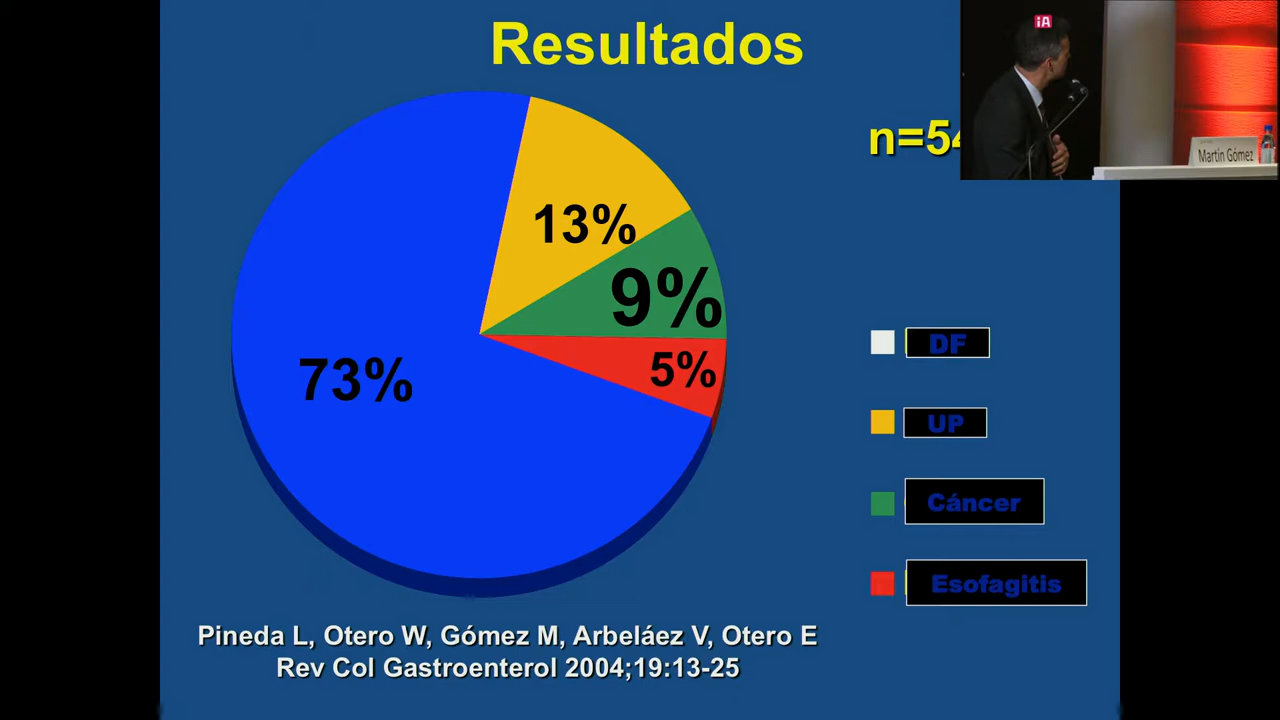 Resultados
iA
Martín Gómez
13%
9%
73%
5%
DF
UP
Cáncer
Esofagitis
Pineda L, Otero W, Gómez M, Arbeláez V, Otero E
Rev Col Gastroenterol 2004;19:13-25